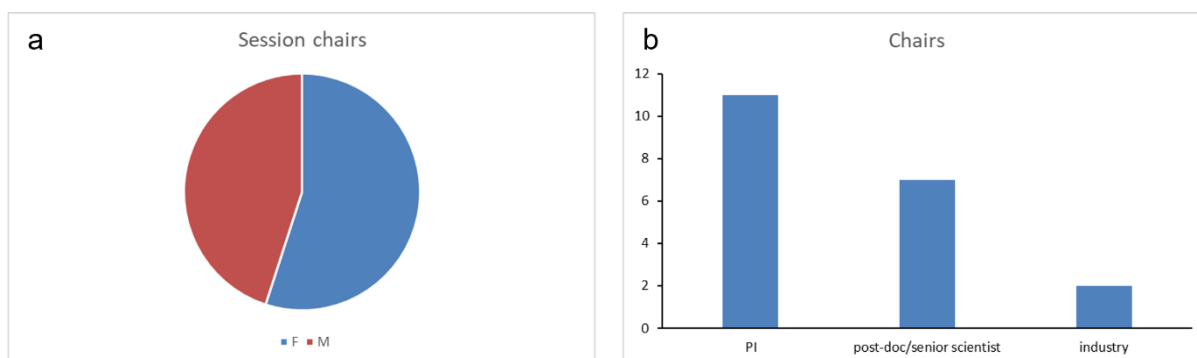 a
Session chairs
F M
b
Chairs
12
10
8
6
4
2
0
PI post-doc/senior scientist industry